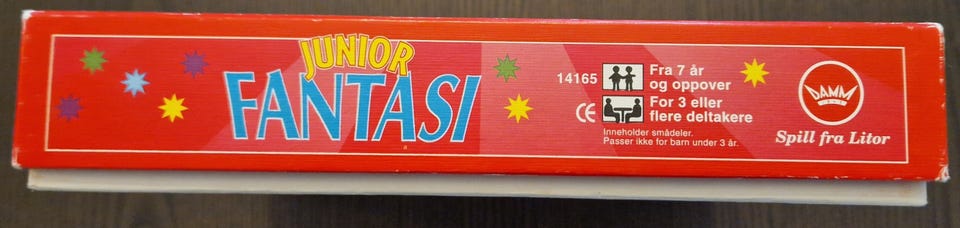 JUNIOR
FANTASI
14165
Fra 7 år
og oppover
CE
For 3 eller
flere deltakere
Inneholder smådeler.
Passer ikke for barn under 3 år.
DAMM
Spill fra Litor